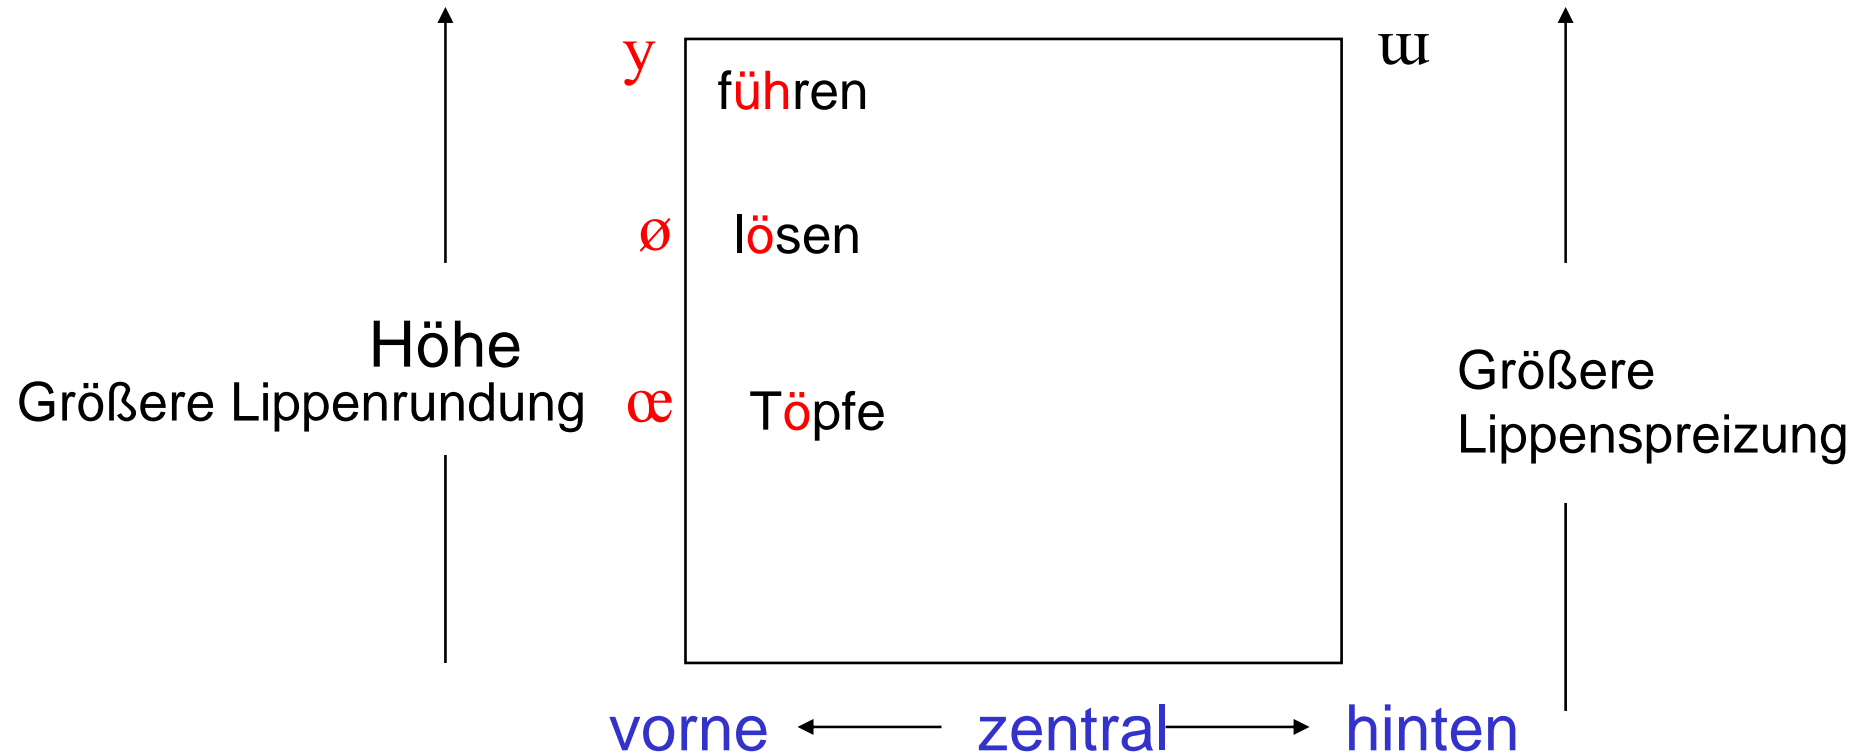 y
ɯ
führen
ø
lösen
Höhe
Größere Lippenrundung
œ
Töpfe
Größere
Lippenspreizung
vorne
zentral
hinten